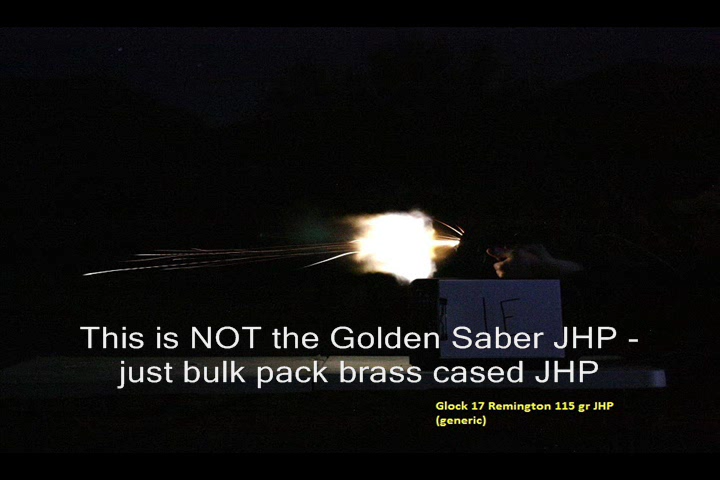 1F
This is NOT the Golden Saber JHP -
just bulk pack brass cased JHP
Glock 17 Remington 115 gr JHP
(generic)